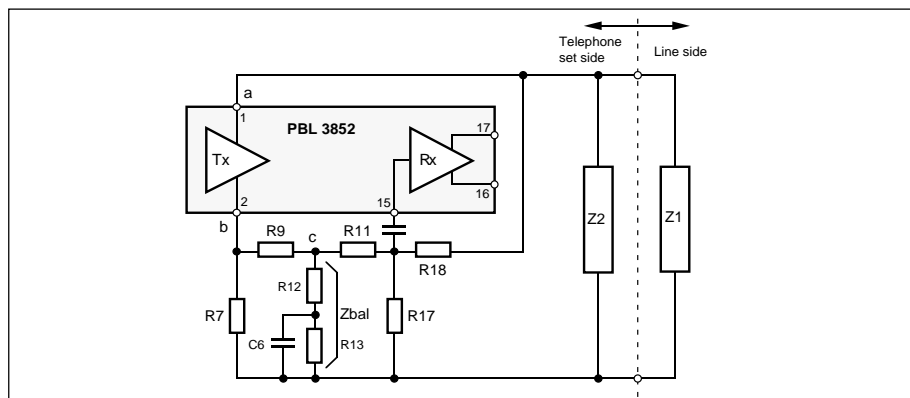 Telephone
set side
Line side
a
1
PBL 3852
17
Tx
Rx
16
2
15
b
Z2
Z1
R9
c
R11
R18
R12
R7
Zbal
R17
C6
R13